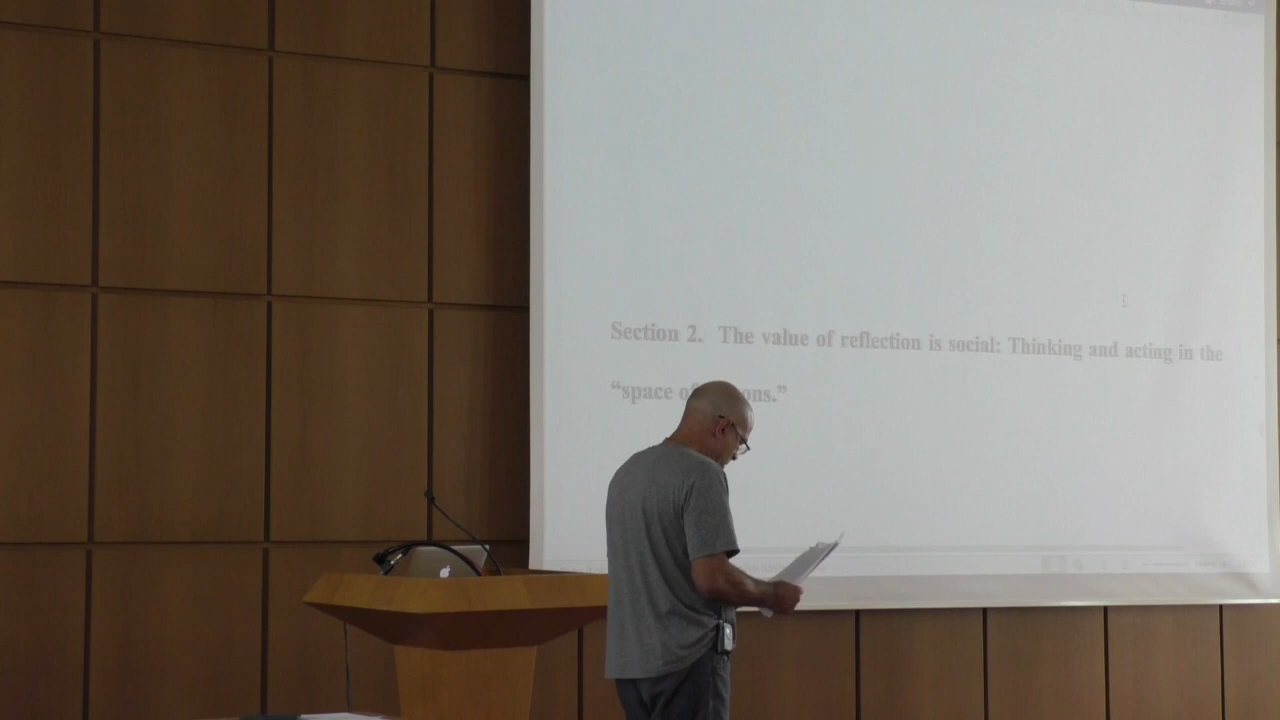 Section 2. The value of reflection is social: Thinking and acting in the
“space of ons.”